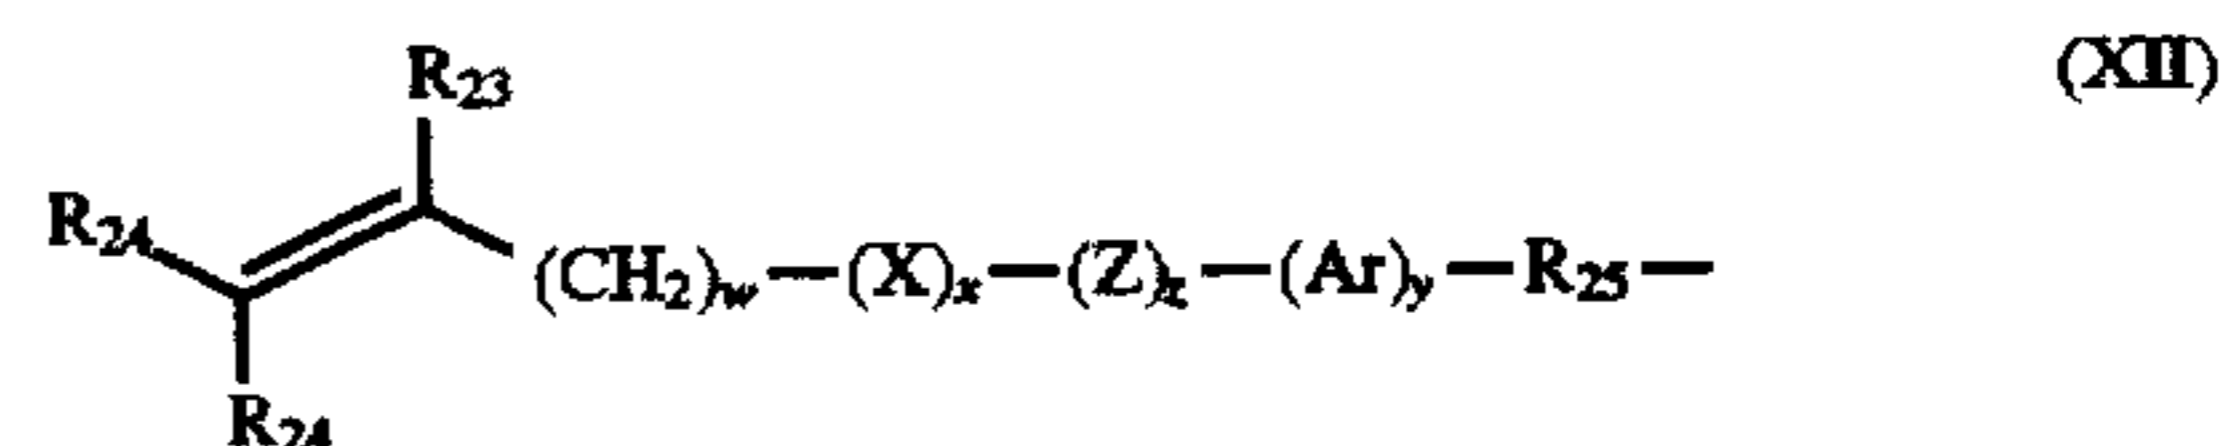 R23 (XII)
R24
(CH2)w—(X)x—(Z)z—(Ar)y—R25—
R24